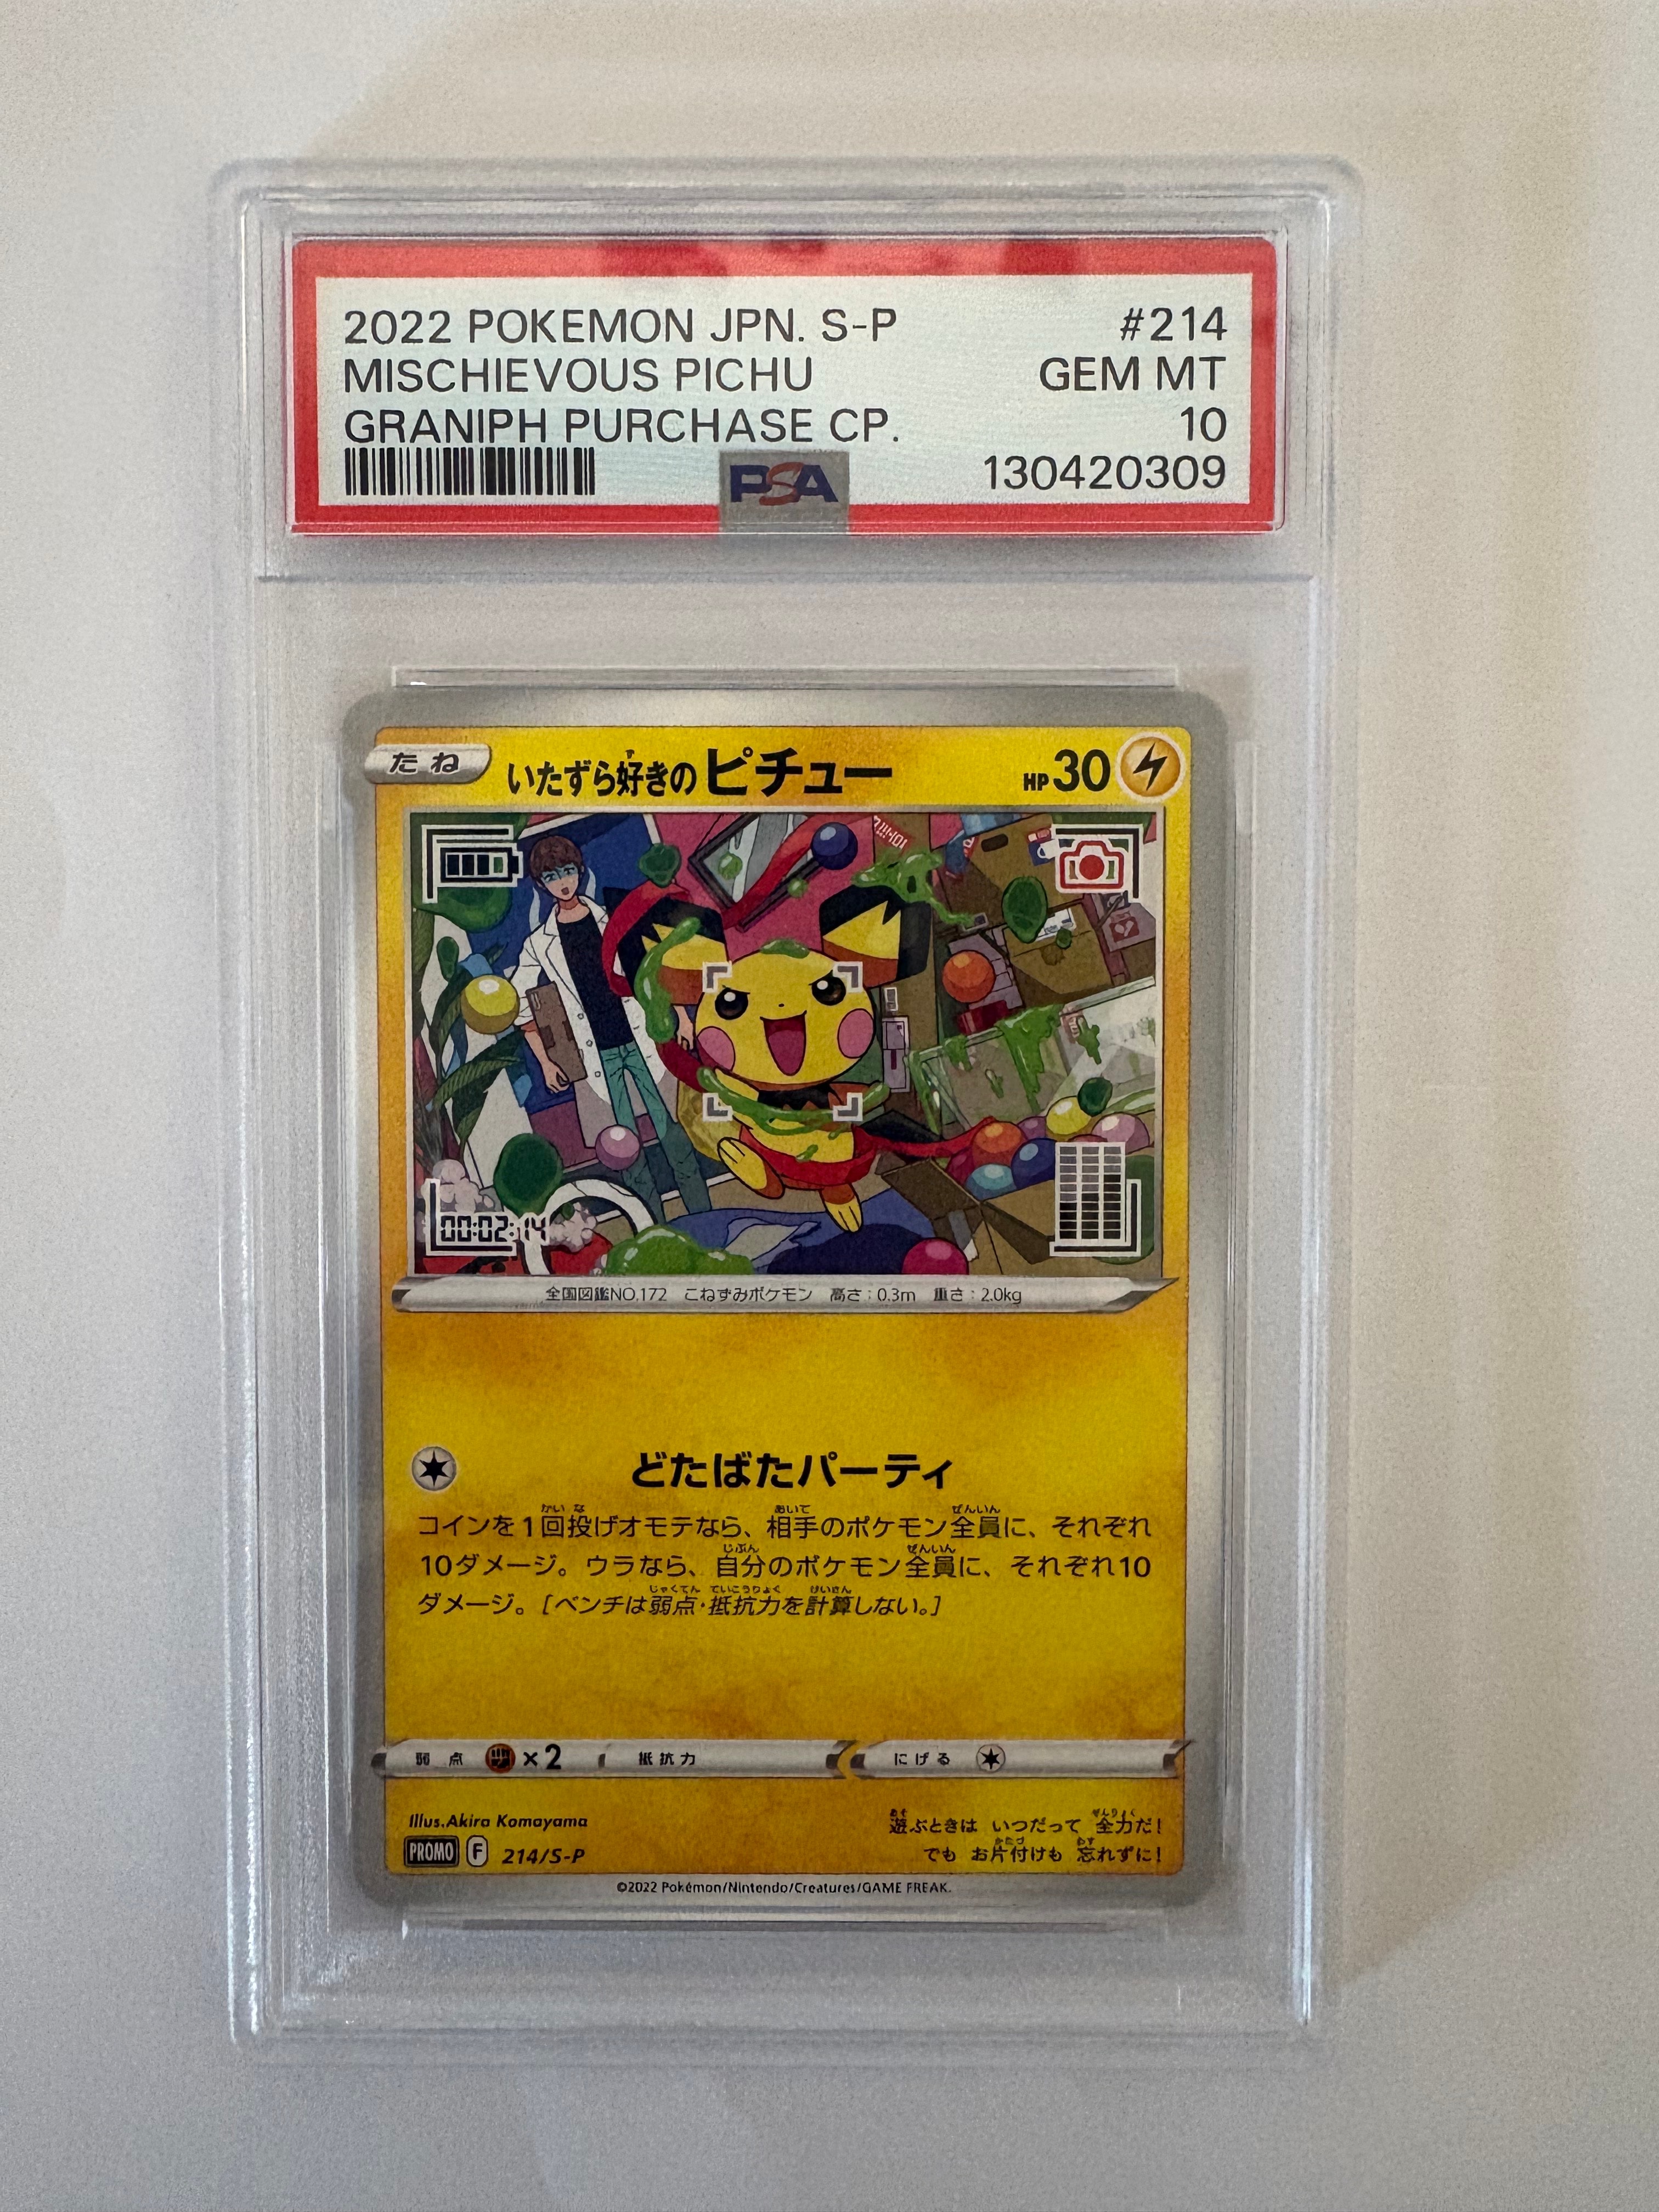 2022 POKEMON JPN. S-P #214
MISCHIEVOUS PICHU GEM MT
GRANIPH PURCHASE CP. 10
PSA 130420309
たね いたずら好きのピチュー HP30
00:02:14
全国図鑑NO.172 こねずみポケモン 高さ:0.3m 重さ:2.0kg
どたばたパーティ
コインを1回投げオモテなら、相手のポケモン全員に、それぞれ
10ダメージ。ウラなら、自分のポケモン全員に、それぞれ10
ダメージ。[ベンチは弱点・抵抗力を計算しない。]
弱点 ×2 抵抗力 にげる
Illus.Akira Komayama
PROMO F 214/S-P
遊ぶときは いつだって 全力だ!
でも お片付けも 忘れずに!
©2022 Pokémon/Nintendo/Creatures/GAME FREAK.